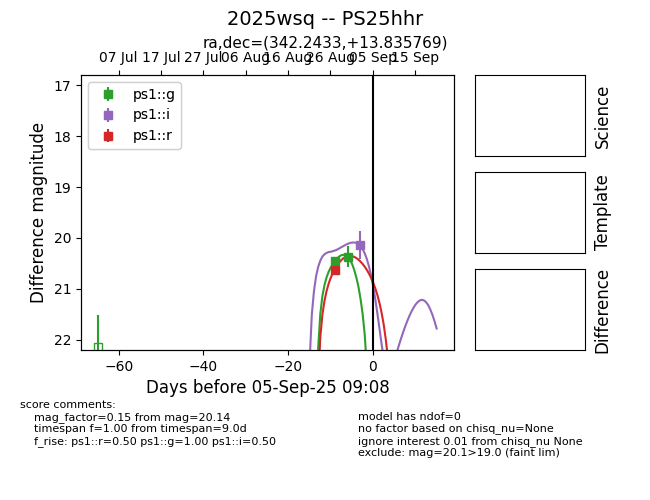 2025wsq -- PS25hhr
ra,dec=(342.2433,+13.835769)
07 Jul 17 Jul 27 Jul 06 Aug 16 Aug 26 Aug 05 Sep 15 Sep
17
18
19
20
21
22
Difference magnitude
ps1::g
ps1::i
ps1::r
Science
Template
Difference
−60
−40
−20
0
Days before 05-Sep-25 09:08
score comments:
mag_factor=0.15 from mag=20.14
timespan f=1.00 from timespan=9.0d
f_rise: ps1::r=0.50 ps1::g=1.00 ps1::i=0.50
model has ndof=0
no factor based on chisq_nu=None
ignore interest 0.01 from chisq_nu None
exclude: mag=20.1>19.0 (faint lim)